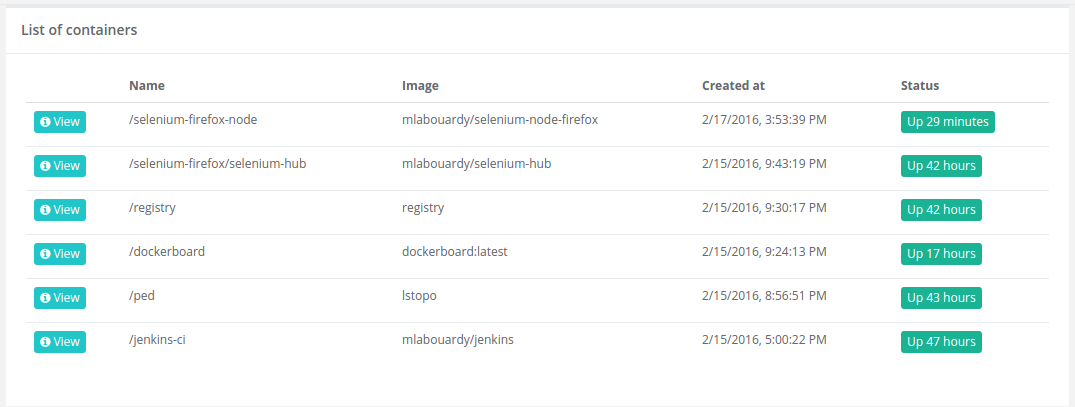 List of containers
Name Image Created at Status
View /selenium-firefox-node mlabouardy/selenium-node-firefox 2/17/2016, 3:53:39 PM Up 29 minutes
View /selenium-firefox/selenium-hub mlabouardy/selenium-hub 2/15/2016, 9:43:19 PM Up 42 hours
View /registry registry 2/15/2016, 9:30:17 PM Up 42 hours
View /dockerboard dockerboard:latest 2/15/2016, 9:24:13 PM Up 17 hours
View /ped lstopo 2/15/2016, 8:56:51 PM Up 43 hours
View /jenkins-ci mlabouardy/jenkins 2/15/2016, 5:00:22 PM Up 47 hours